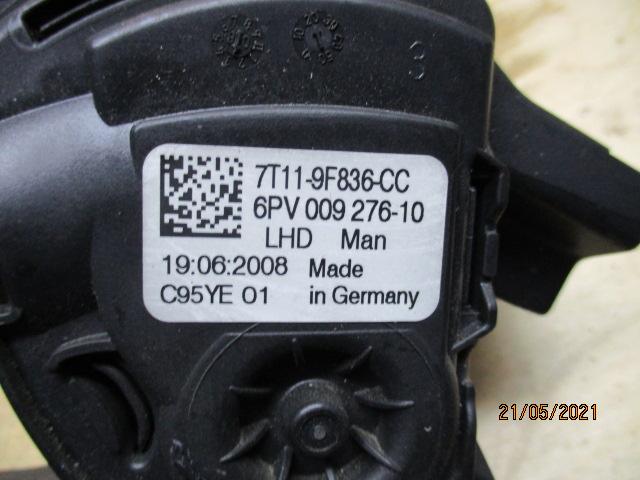 7T11-9F836-CC
6PV 009 276-10
LHD Man
19:06:2008 Made
C95YE 01 in Germany
21/05/2021